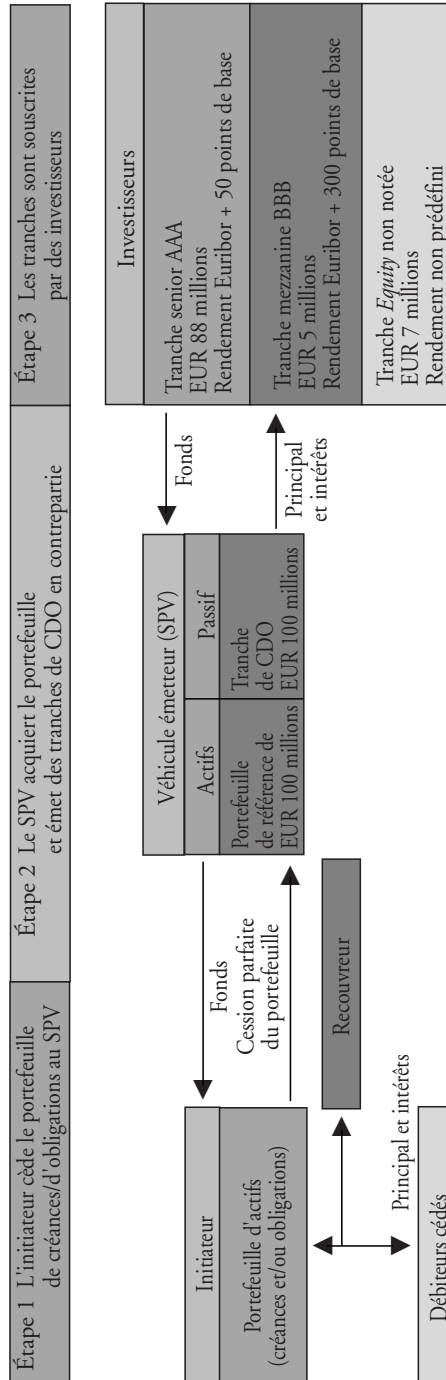 Étape 1 L'initiateur cède le portefeuille
de créances/d'obligations au SPV
Étape 2 Le SPV acquiert le portefeuille
et émet des tranches de CDO en contrepartie
Étape 3 Les tranches sont souscrites
par des investisseurs
Initiateur
Portefeuille d'actifs
(créances et/ou obligations)
Fonds
Cession parfaite
du portefeuille
Recouvreur
Principal et intérêts
Débiteurs cédés
Véhicule émetteur (SPV)
Actifs
Passif
Portefeuille
de référence de
EUR 100 millions
Tranche
de CDO
EUR 100 millions
Fonds
Principal
et intérêts
Investisseurs
Tranche senior AAA
EUR 88 millions
Rendement Euribor + 50 points de base
Tranche mezzanine BBB
EUR 5 millions
Rendement Euribor + 300 points de base
Tranche Equity non notée
EUR 7 millions
Rendement non prédéfini